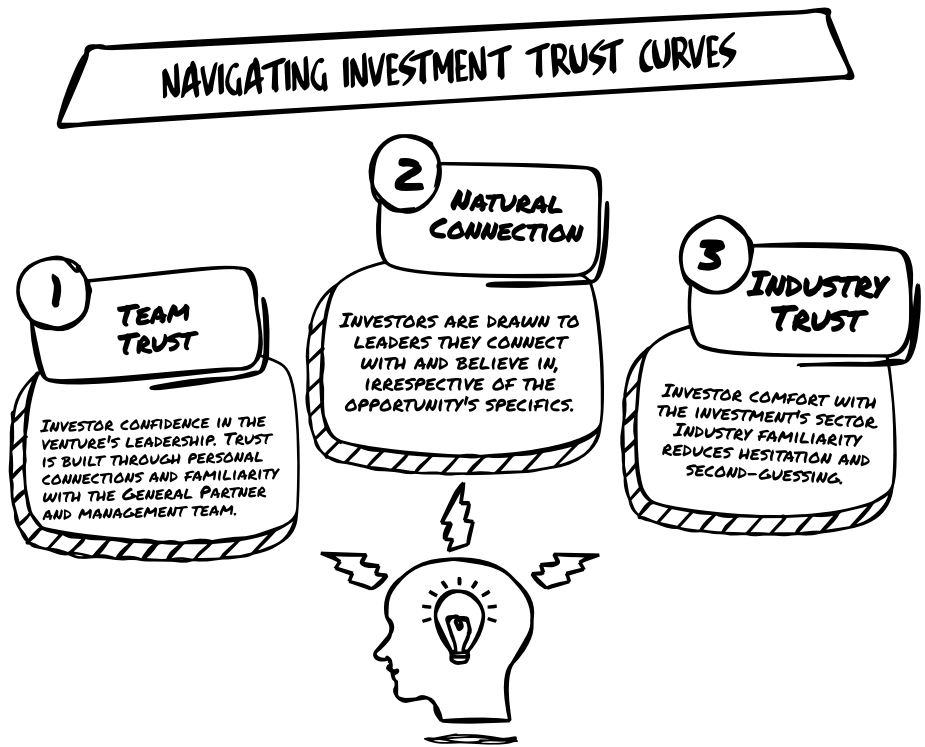 NAVIGATING INVESTMENT TRUST CURVES
1
TEAM
TRUST
INVESTOR CONFIDENCE IN THE
VENTURE'S LEADERSHIP. TRUST
IS BUILT THROUGH PERSONAL
CONNECTIONS AND FAMILIARITY
WITH THE GENERAL PARTNER
AND MANAGEMENT TEAM.
2
NATURAL
CONNECTION
INVESTORS ARE DRAWN TO
LEADERS THEY CONNECT
WITH AND BELIEVE IN,
IRRESPECTIVE OF THE
OPPORTUNITY'S SPECIFICS.
3
INDUSTRY
TRUST
INVESTOR COMFORT WITH
THE INVESTMENT'S SECTOR.
INDUSTRY FAMILIARITY
REDUCES HESITATION AND
SECOND-GUESSING.